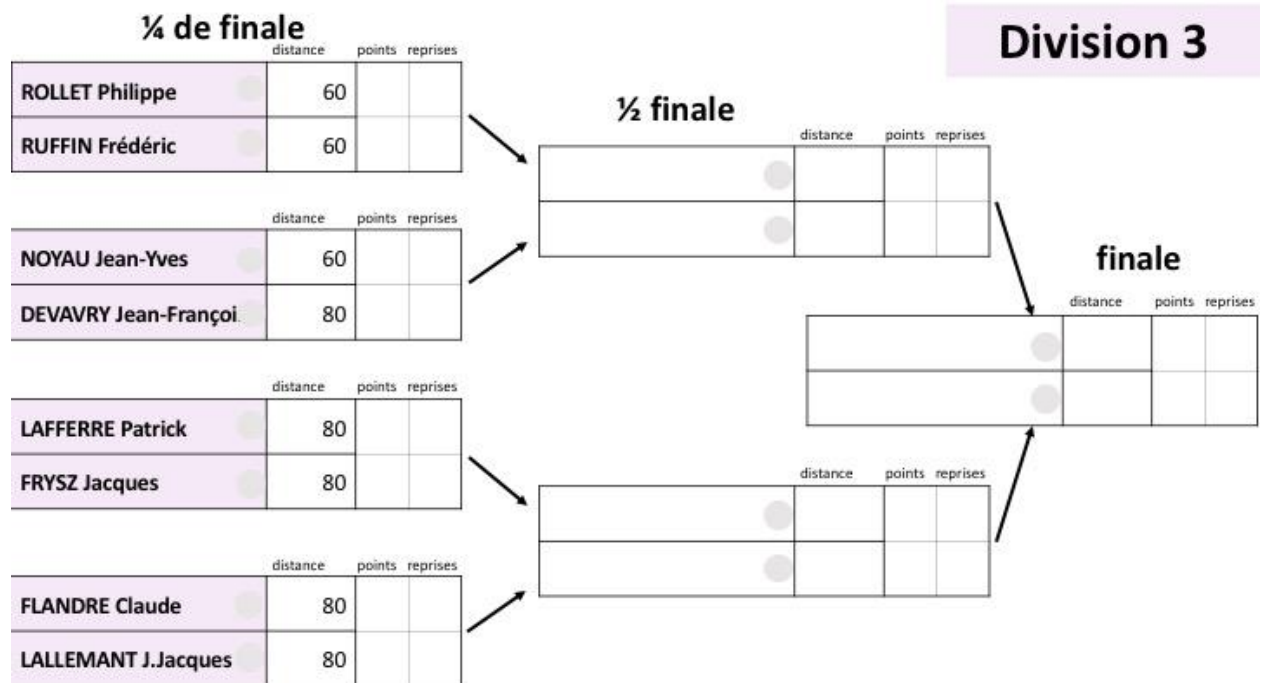 ¼ de finale
Division 3
distance points reprises
ROLLET Philippe 60
RUFFIN Frédéric 60
distance points reprises
NOYAU Jean-Yves 60
DEVAVRY Jean-Françoi 80
distance points reprises
LAFFERRE Patrick 80
FRYSZ Jacques 80
distance points reprises
FLANDRE Claude 80
LALLEMANT J.Jacques 80
½ finale
distance points reprises
distance points reprises
finale
distance points reprises